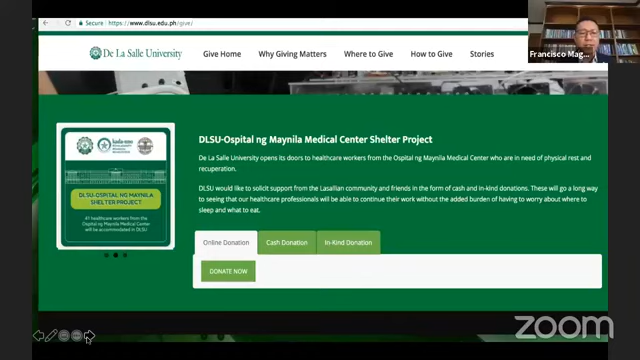 Secure https://www.dlsu.edu.ph/give/
De La Salle University
Give Home Why Giving Matters Where to Give How to Give Stories
Francisco Mag...
DLSU-Ospital ng Maynila Medical Center Shelter Project
De La Salle University opens its doors to healthcare workers from the Ospital ng Maynila Medical Center who are in need of physical rest and
recuperation.
DLSU would like to solicit support from the Lasallian community and friends in the form of cash and in-kind donations. These will go a long way
to seeing that our healthcare professionals will be able to continue their work without the added burden of having to worry about where to
sleep and what to eat.
DLSU-OSPITAL NG MAYNILA
SHELTER PROJECT
41 healthcare workers from the
Ospital ng Maynila Medical Center
will be accommodated in DLSU
Online Donation Cash Donation In-Kind Donation
DONATE NOW
zoom